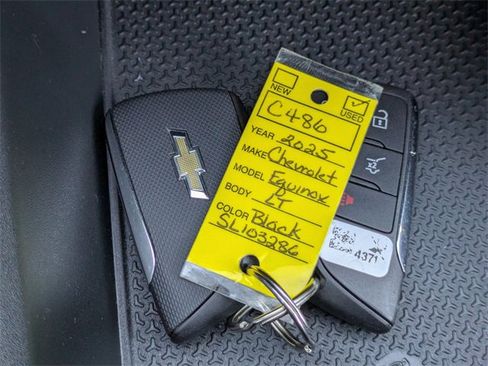 NEW
USED
C486
YEAR 2025
MAKE Chevrolet
MODEL Equinox
BODY LT
COLOR Black
SL103286
4371